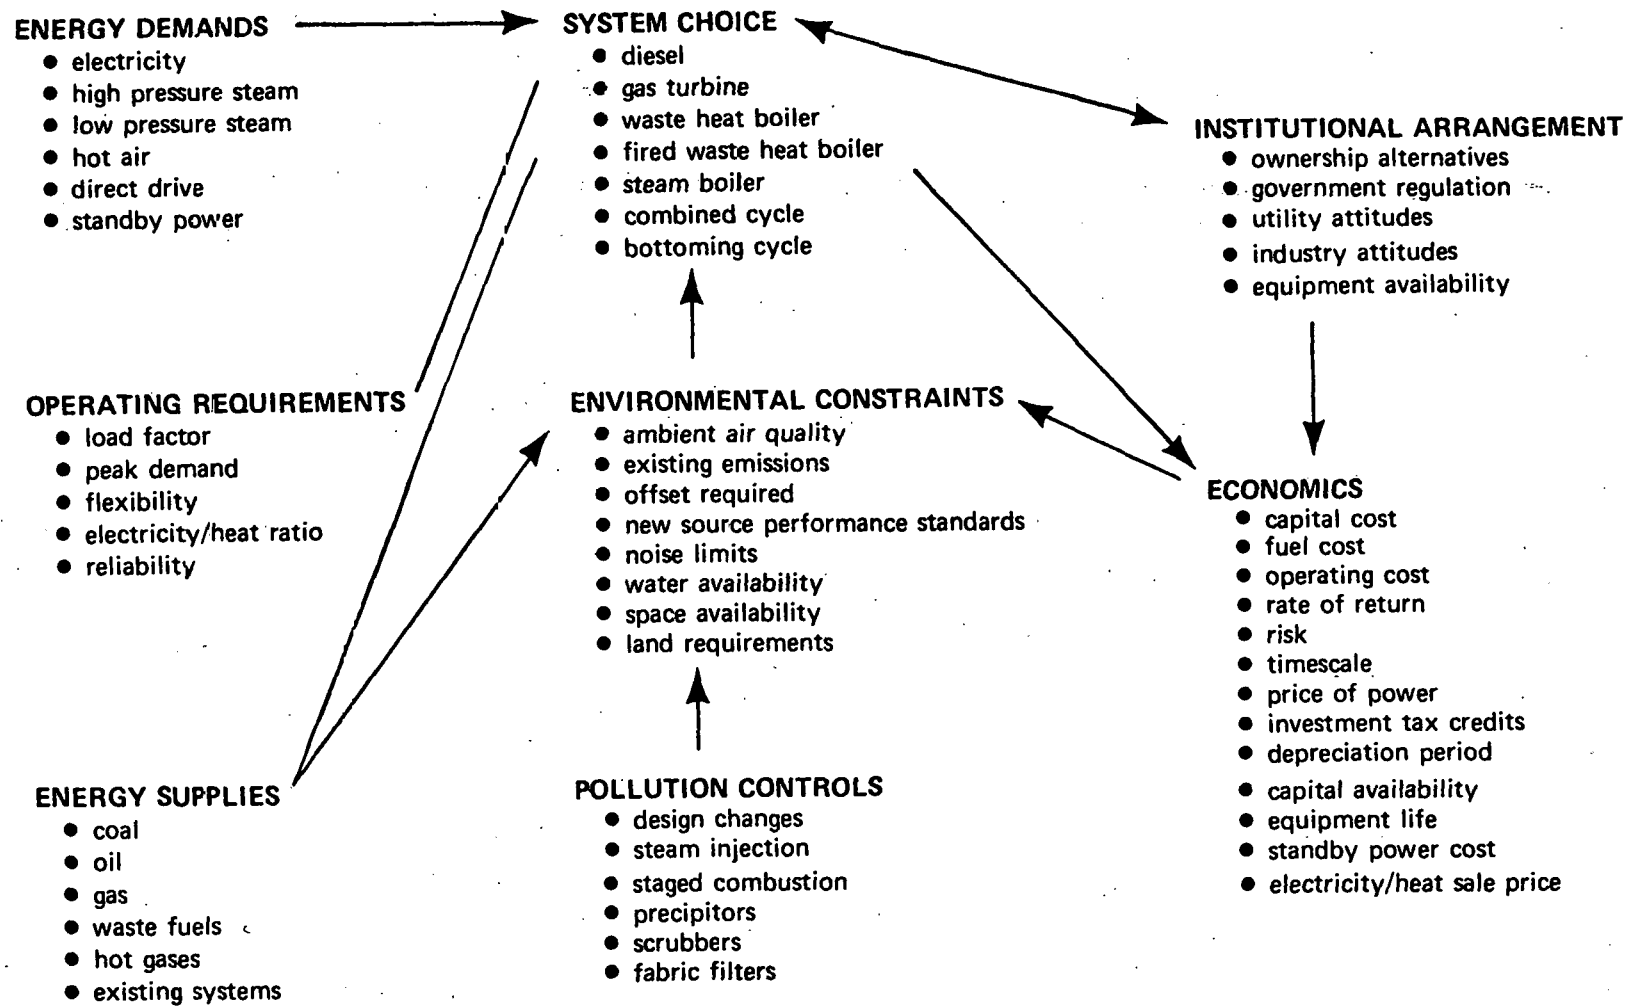 ENERGY DEMANDS
● electricity
● high pressure steam
● low pressure steam
● hot air
● direct drive
● standby power
SYSTEM CHOICE
● diesel
● gas turbine
● waste heat boiler
● fired waste heat boiler
● steam boiler
● combined cycle
● bottoming cycle
INSTITUTIONAL ARRANGEMENT
● ownership alternatives
● government regulation
● utility attitudes
● industry attitudes
● equipment availability
OPERATING REQUIREMENTS
● load factor
● peak demand
● flexibility
● electricity/heat ratio
● reliability
ENVIRONMENTAL CONSTRAINTS
● ambient air quality
● existing emissions
● offset required
● new source performance standards
● noise limits
● water availability
● space availability
● land requirements
ECONOMICS
● capital cost
● fuel cost
● operating cost
● rate of return
● risk
● timescale
● price of power
● investment tax credits
● depreciation period
● capital availability
● equipment life
● standby power cost
● electricity/heat sale price
ENERGY SUPPLIES
● coal
● oil
● gas
● waste fuels
● hot gases
● existing systems
POLLUTION CONTROLS
● design changes
● steam injection
● staged combustion
● precipitors
● scrubbers
● fabric filters